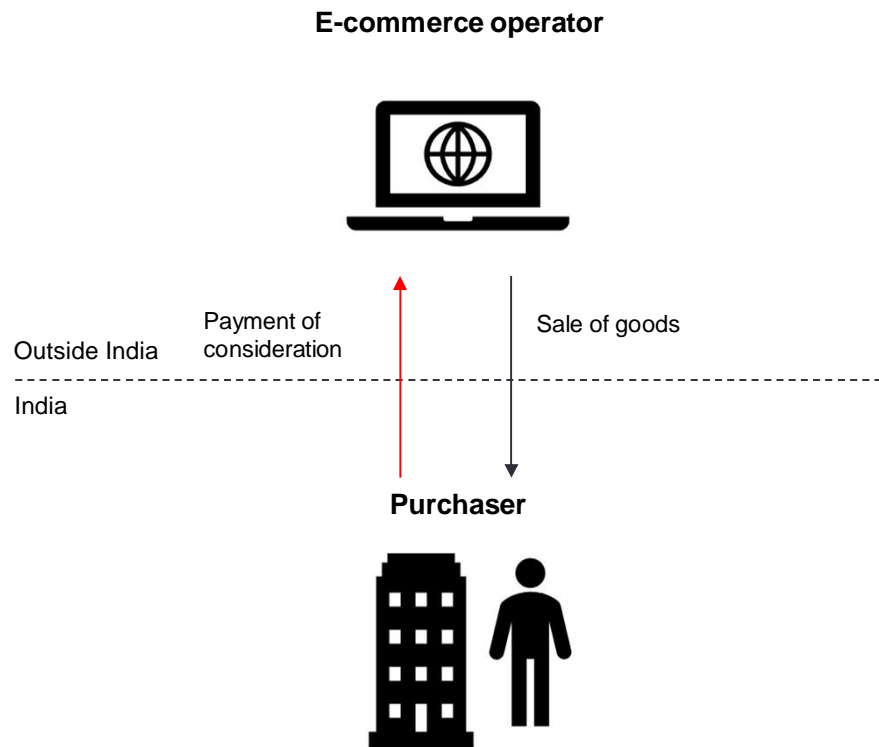 E-commerce operator
Payment of
consideration
Sale of goods
Outside India
India
Purchaser